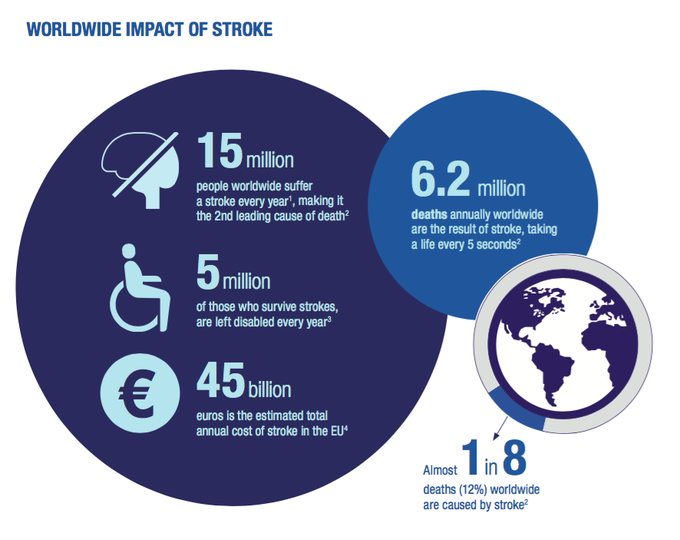 WORLDWIDE IMPACT OF STROKE
15 million
people worldwide suffer
a stroke every year¹, making it
the 2nd leading cause of death²
5 million
of those who survive strokes,
are left disabled every year³
€
45 billion
euros is the estimated total
annual cost of stroke in the EU⁴
6.2 million
deaths annually worldwide
are the result of stroke, taking
a life every 5 seconds²
Almost 1 in 8
deaths (12%) worldwide
are caused by stroke²